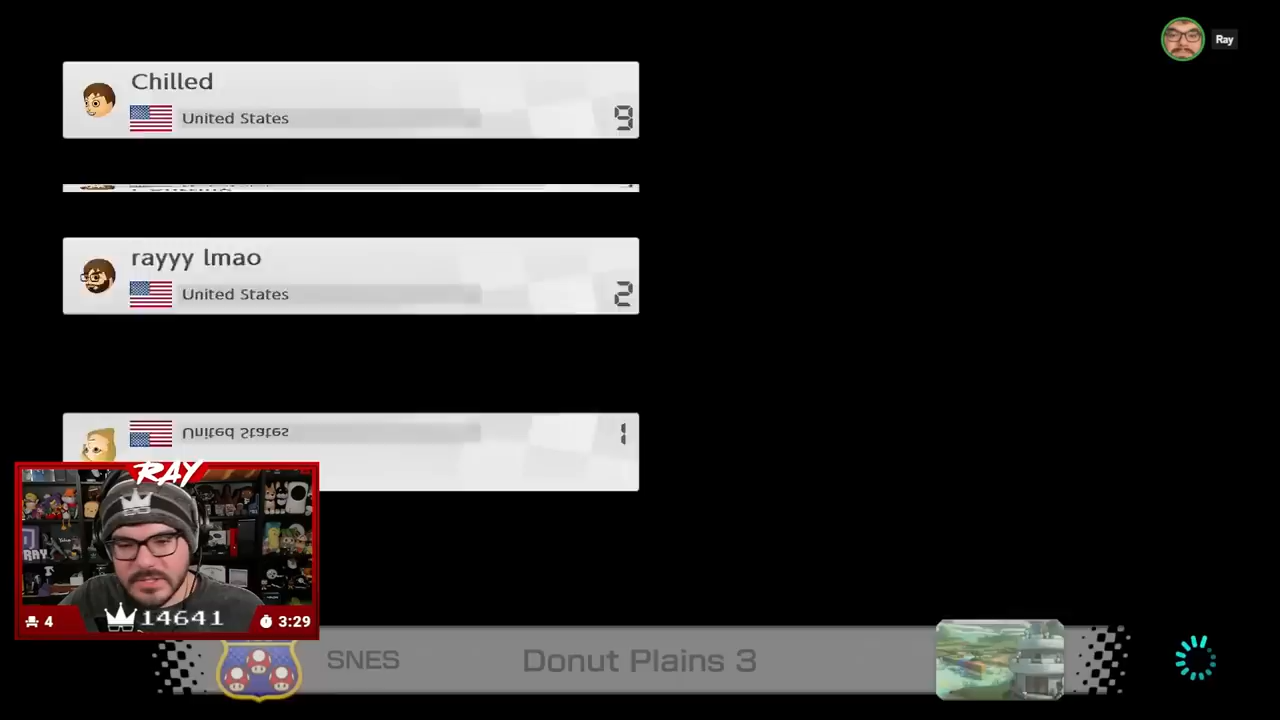 Ray
Chilled
United States
9
rayyy lmao
United States
2
United States
1
RAY
RAY
4
14641
3:29
SNES
Donut Plains 3